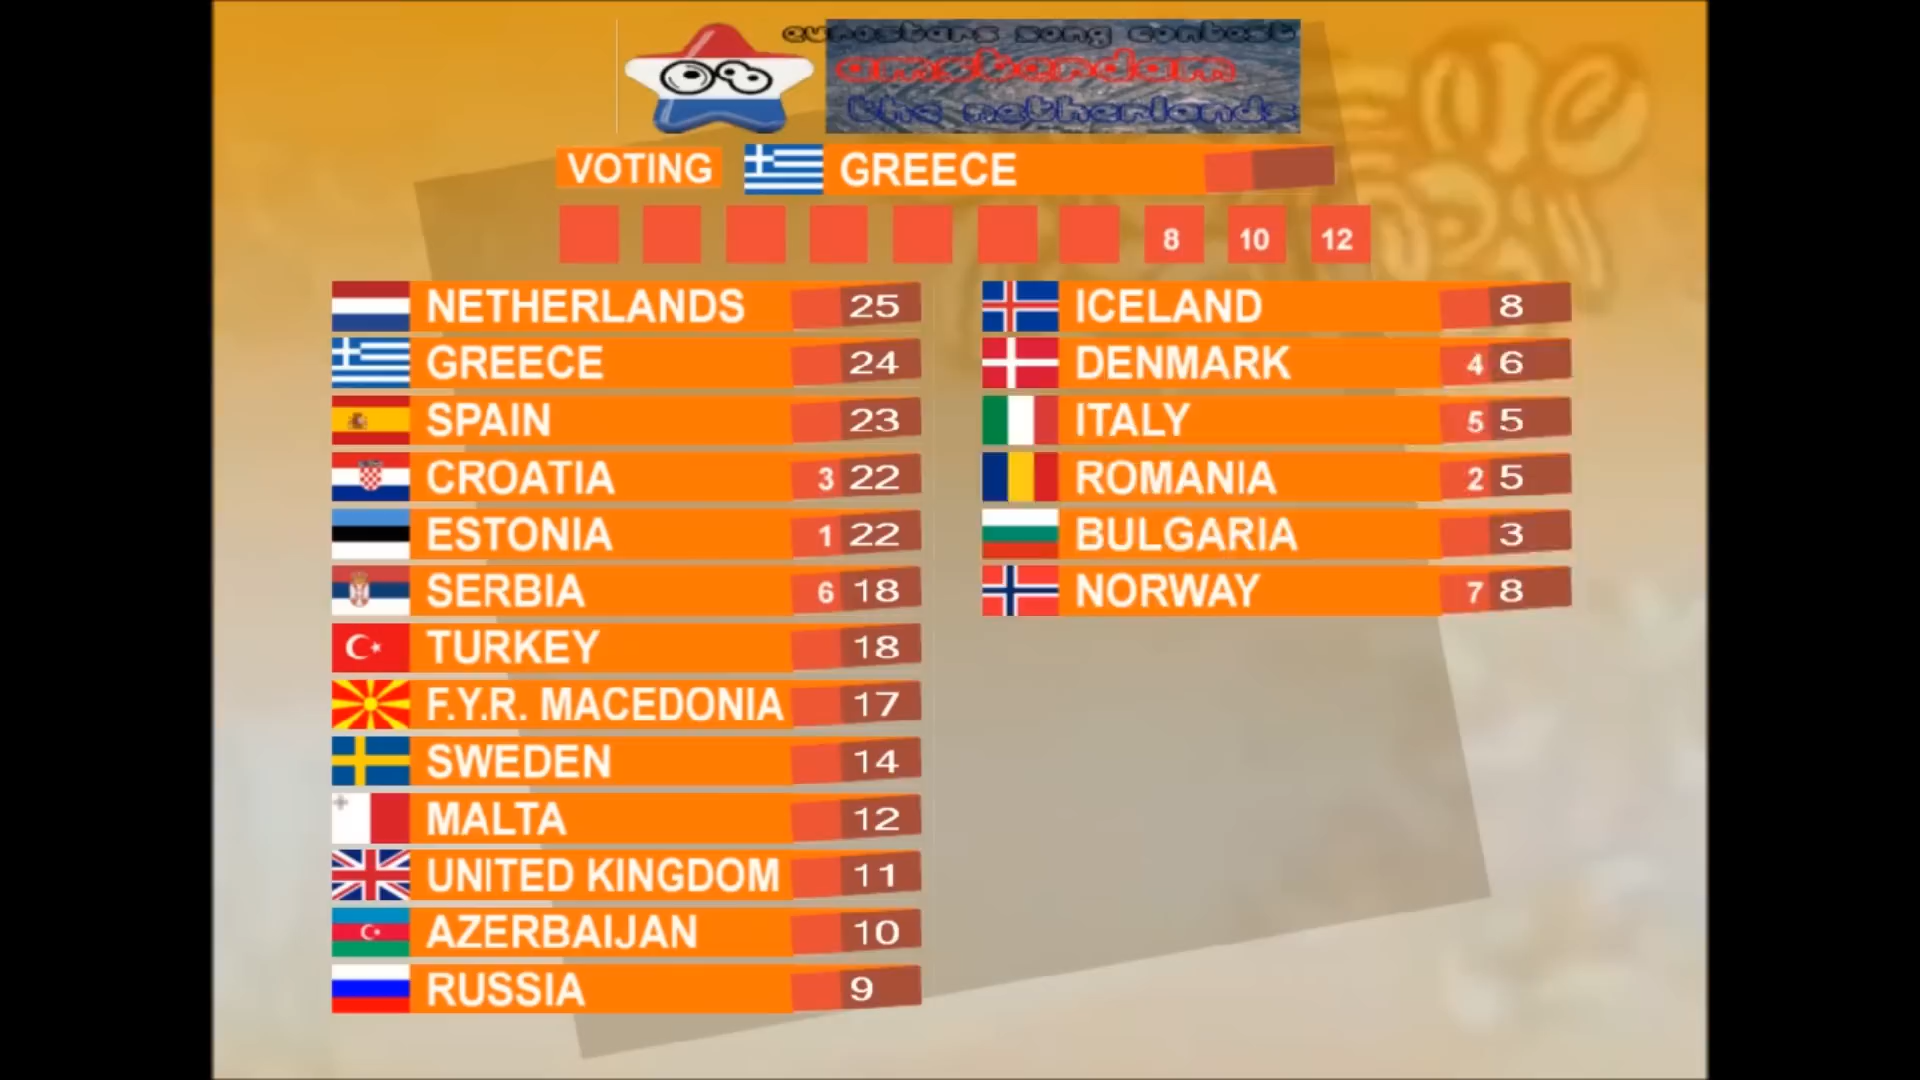 eurostars song contest
amsterdam
the netherlands
VOTING GREECE
8 10 12
NETHERLANDS 25
GREECE 24
SPAIN 23
CROATIA 3 22
ESTONIA 1 22
SERBIA 6 18
TURKEY 18
F.Y.R. MACEDONIA 17
SWEDEN 14
MALTA 12
UNITED KINGDOM 11
AZERBAIJAN 10
RUSSIA 9
ICELAND 8
DENMARK 4 6
ITALY 5 5
ROMANIA 2 5
BULGARIA 3
NORWAY 7 8